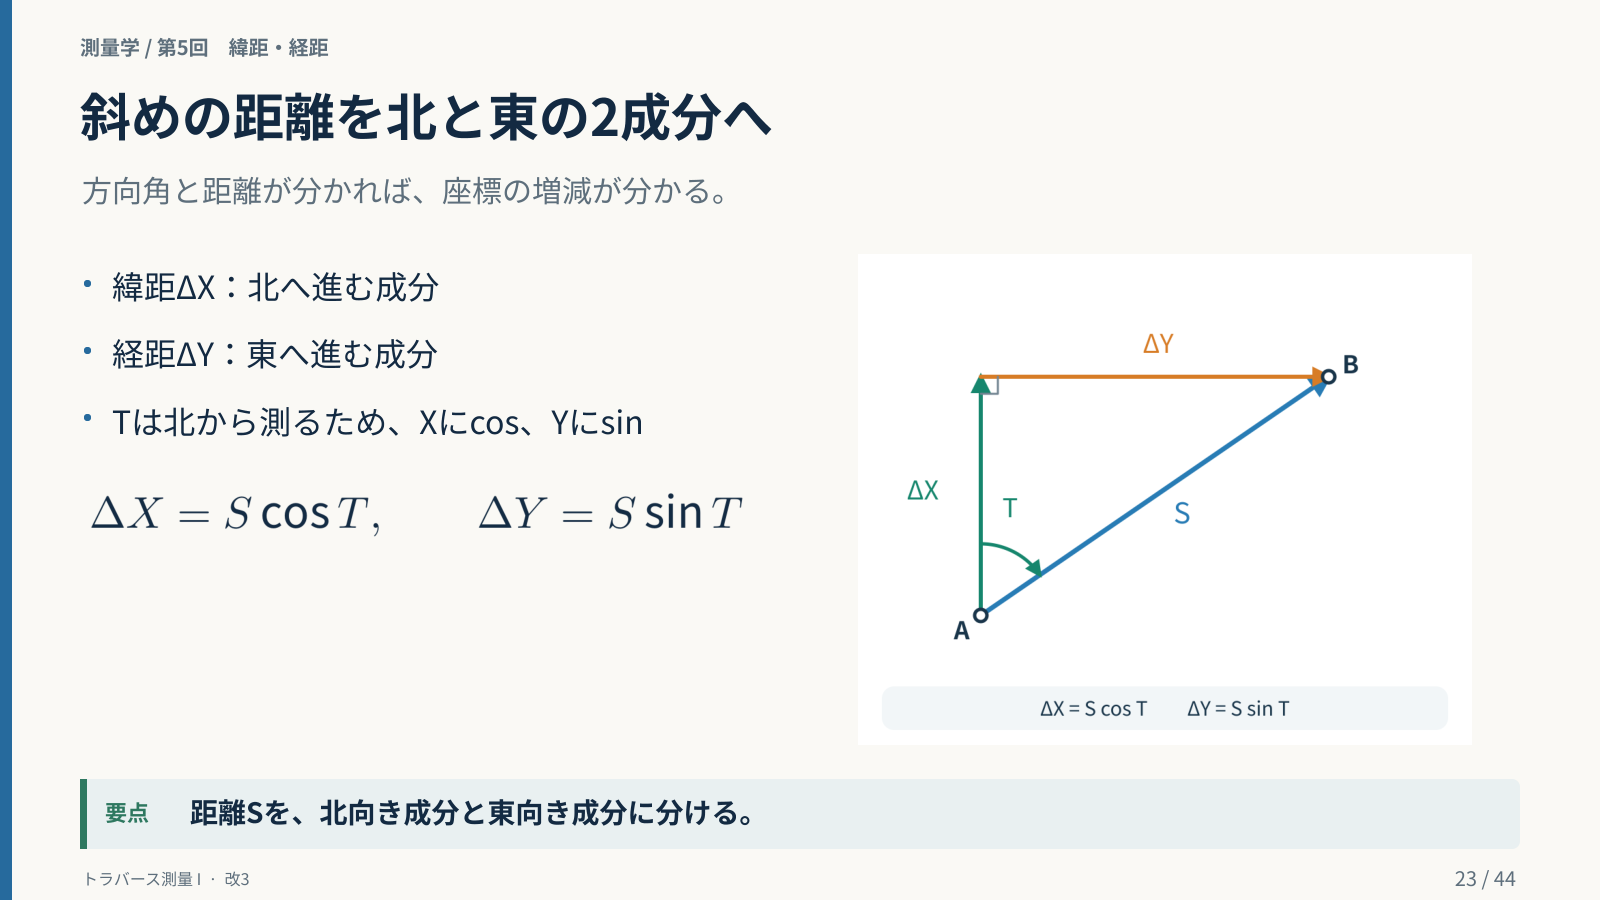 測量学 / 第5回　緯距・経距
斜めの距離を北と東の2成分へ
方向角と距離が分かれば、座標の増減が分かる。
・緯距ΔX：北へ進む成分
・経距ΔY：東へ進む成分
・Tは北から測るため、Xにcos、Yにsin
ΔX = S cos T,　　ΔY = S sin T
ΔY
B
ΔX
T
S
A
ΔX = S cos T　　ΔY = S sin T
要点　距離Sを、北向き成分と東向き成分に分ける。
トラバース測量 I · 改3
23 / 44